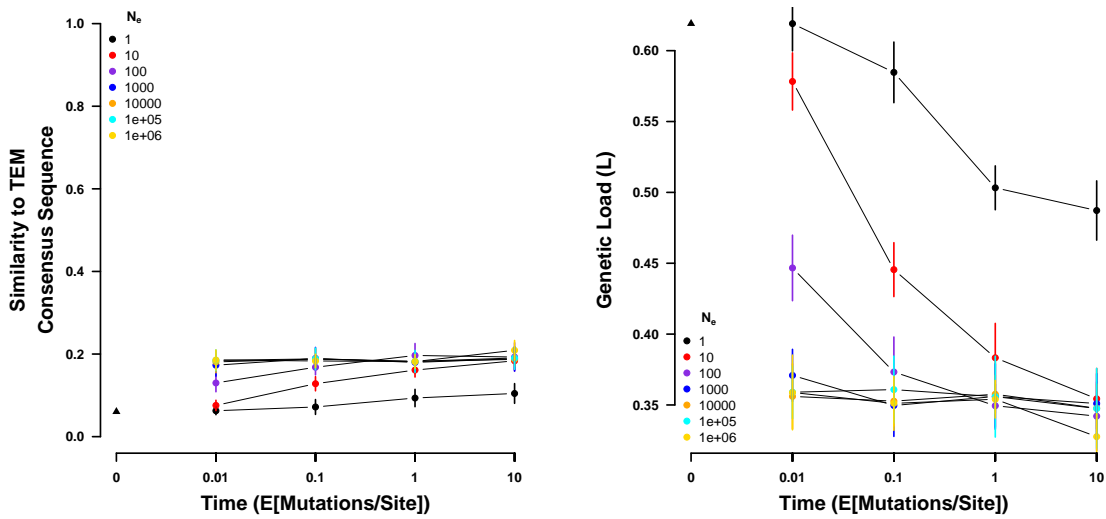 Similarity to TEM
Consensus Sequence
1.0
0.8
0.6
0.4
0.2
0.0
Ne
1
10
100
1000
10000
1e+05
1e+06
0
0.01
0.1
1
10
Time (E[Mutations/Site])
Genetic Load (L)
0.60
0.55
0.50
0.45
0.40
0.35
Ne
1
10
100
1000
10000
1e+05
1e+06
0
0.01
0.1
1
10
Time (E[Mutations/Site])